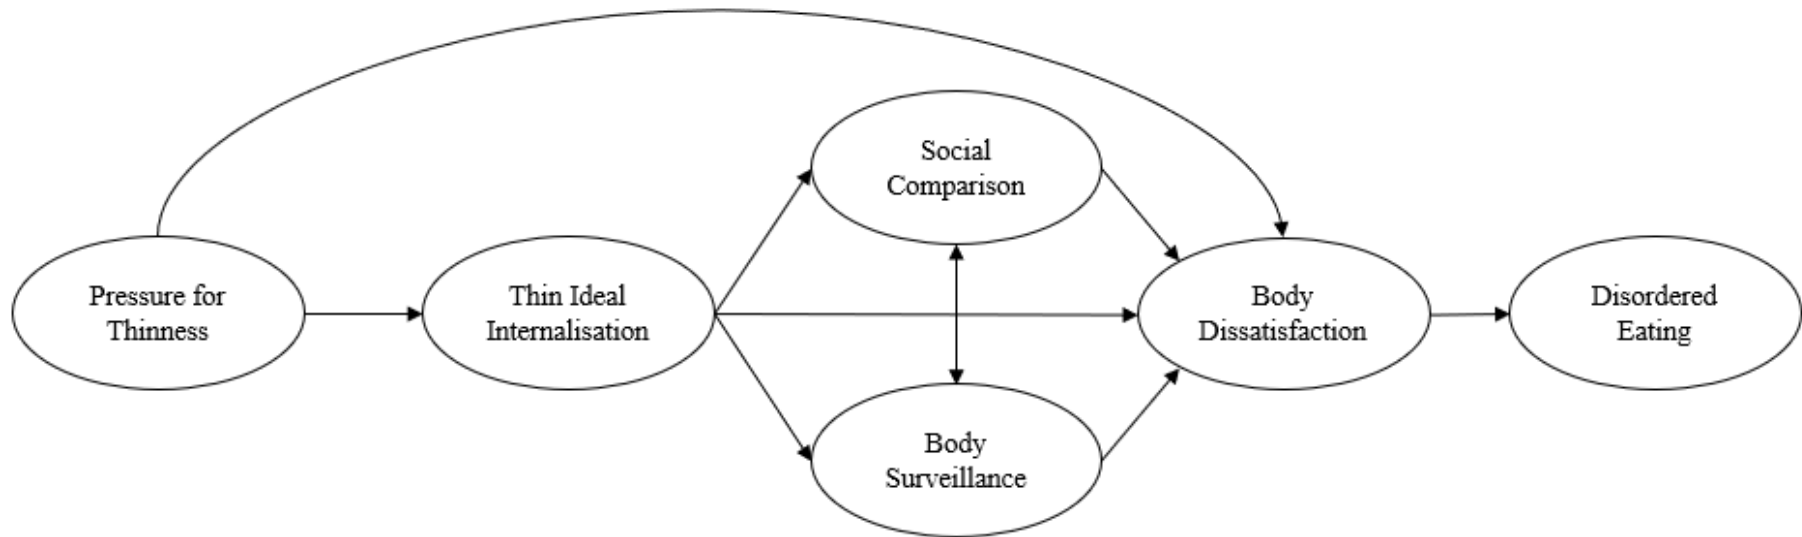 Social
Comparison
Pressure for
Thinness
Thin Ideal
Internalisation
Body
Dissatisfaction
Disordered
Eating
Body
Surveillance